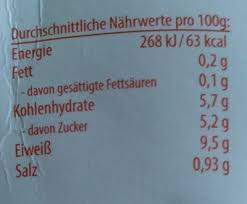 Durchschnittliche Nährwerte pro 100g:
Energie 268 kJ/63 kcal
Fett 0,2 g
- davon gesättigte Fettsäuren 0,1 g
Kohlenhydrate 5,7 g
- davon Zucker 5,2 g
Eiweiß 9,5 g
Salz 0,93 g